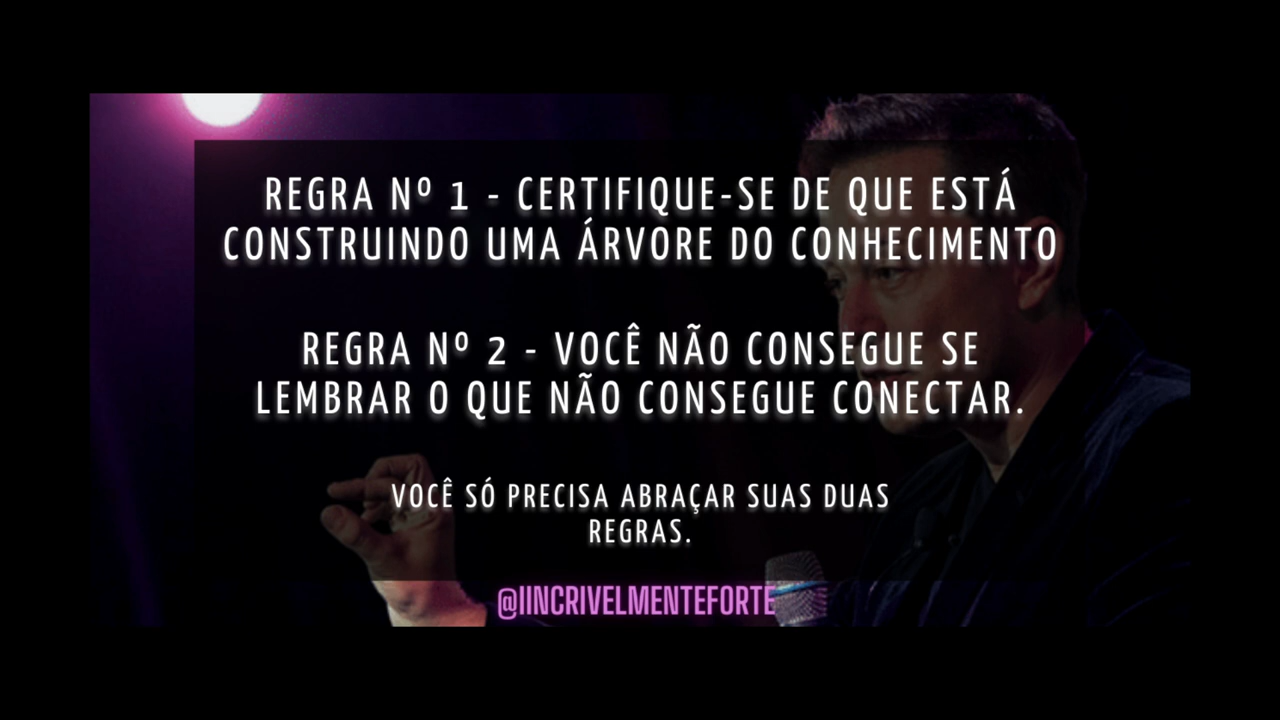 REGRA Nº 1 - CERTIFIQUE-SE DE QUE ESTÁ
CONSTRUINDO UMA ÁRVORE DO CONHECIMENTO
REGRA Nº 2 - VOCÊ NÃO CONSEGUE SE
LEMBRAR O QUE NÃO CONSEGUE CONECTAR.
VOCÊ SÓ PRECISA ABRAÇAR SUAS DUAS
REGRAS.
@IINCRIVELMENTEFORTE